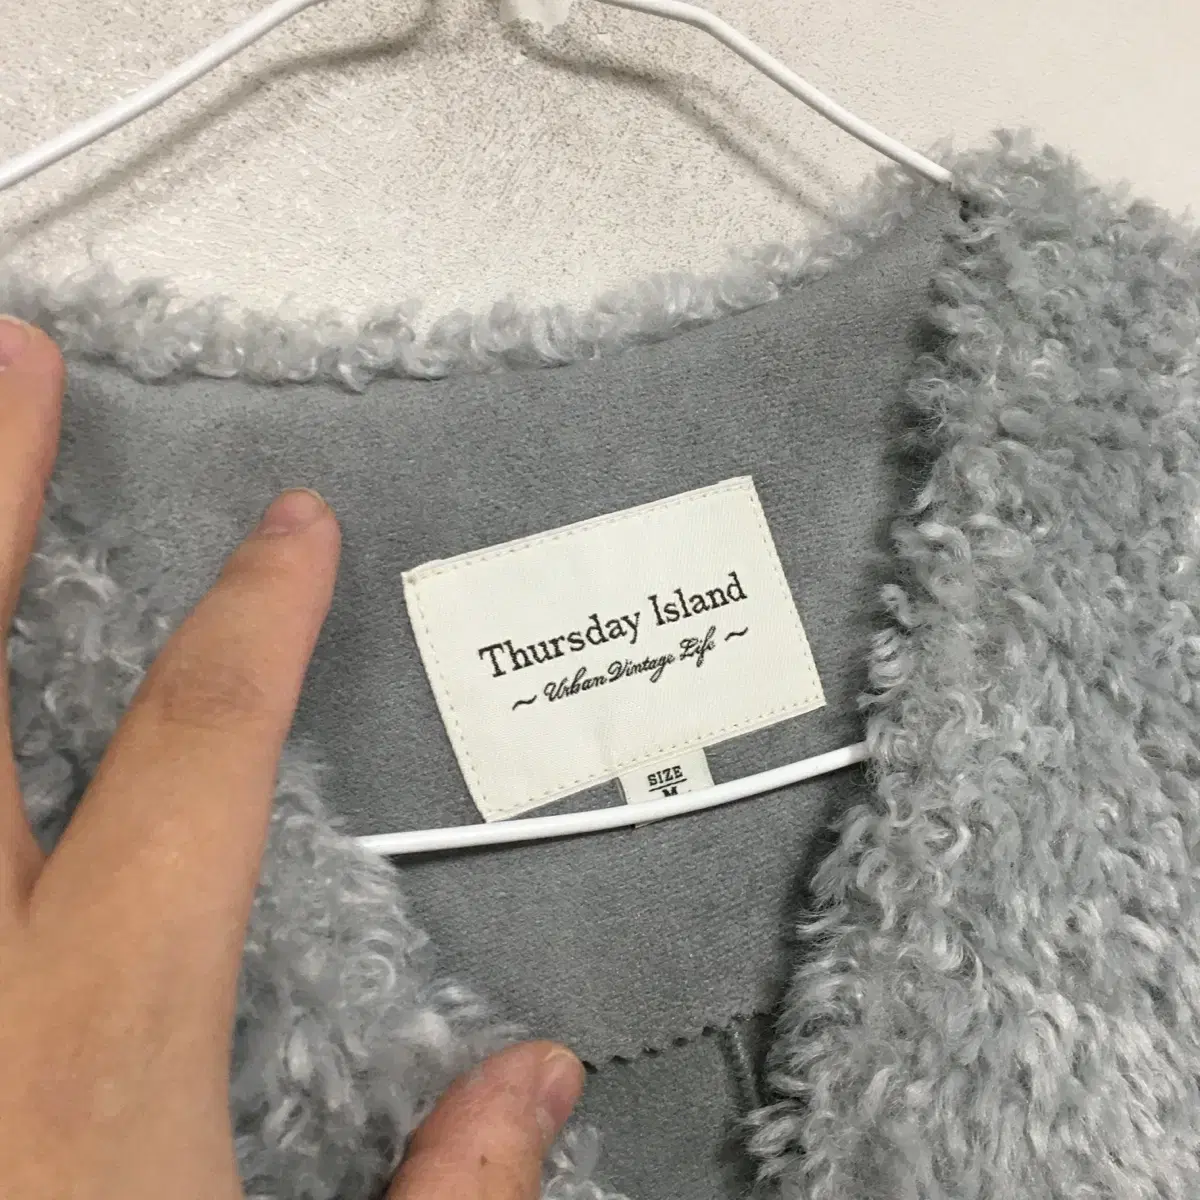 Thursday Island
~ Urban Vintage Life ~
SIZE
M